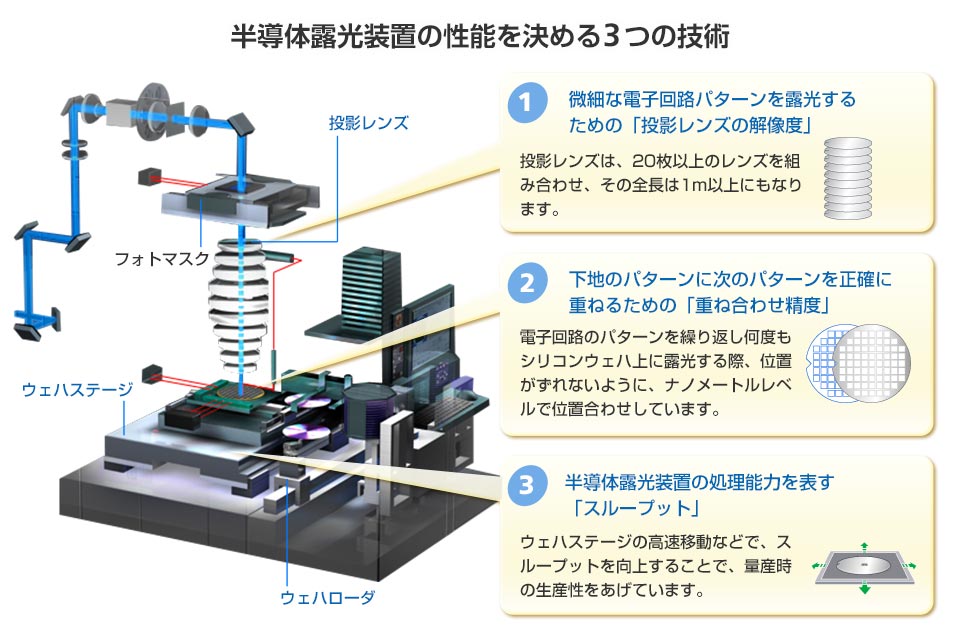 半導体露光装置の性能を決める3つの技術
投影レンズ
フォトマスク
ウェハステージ
ウェハローダ
1
微細な電子回路パターンを露光する
ための「投影レンズの解像度」
投影レンズは、20枚以上のレンズを組
み合わせ、その全長は1m以上にもなり
ます。
2
下地のパターンに次のパターンを正確に
重ねるための「重ね合わせ精度」
電子回路のパターンを繰り返し何度も
シリコンウェハ上に露光する際、位置
がずれないように、ナノメートルレベ
ルで位置合わせしています。
3
半導体露光装置の処理能力を表す
「スループット」
ウェハステージの高速移動などで、ス
ループットを向上することで、量産時
の生産性をあげています。